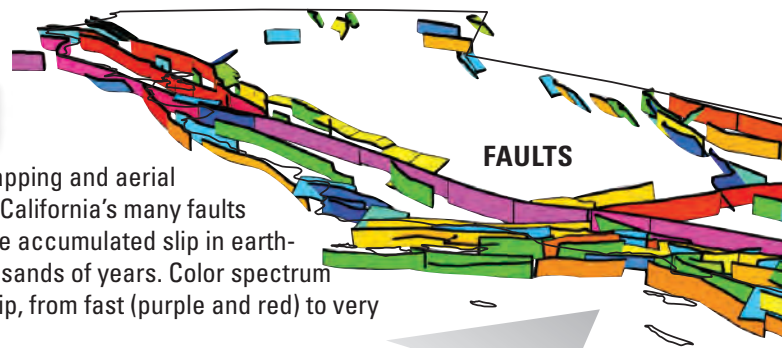 FAULTS
apping and aerial
California's many faults
e accumulated slip in earth-
sands of years. Color spectrum
ip, from fast (purple and red) to very